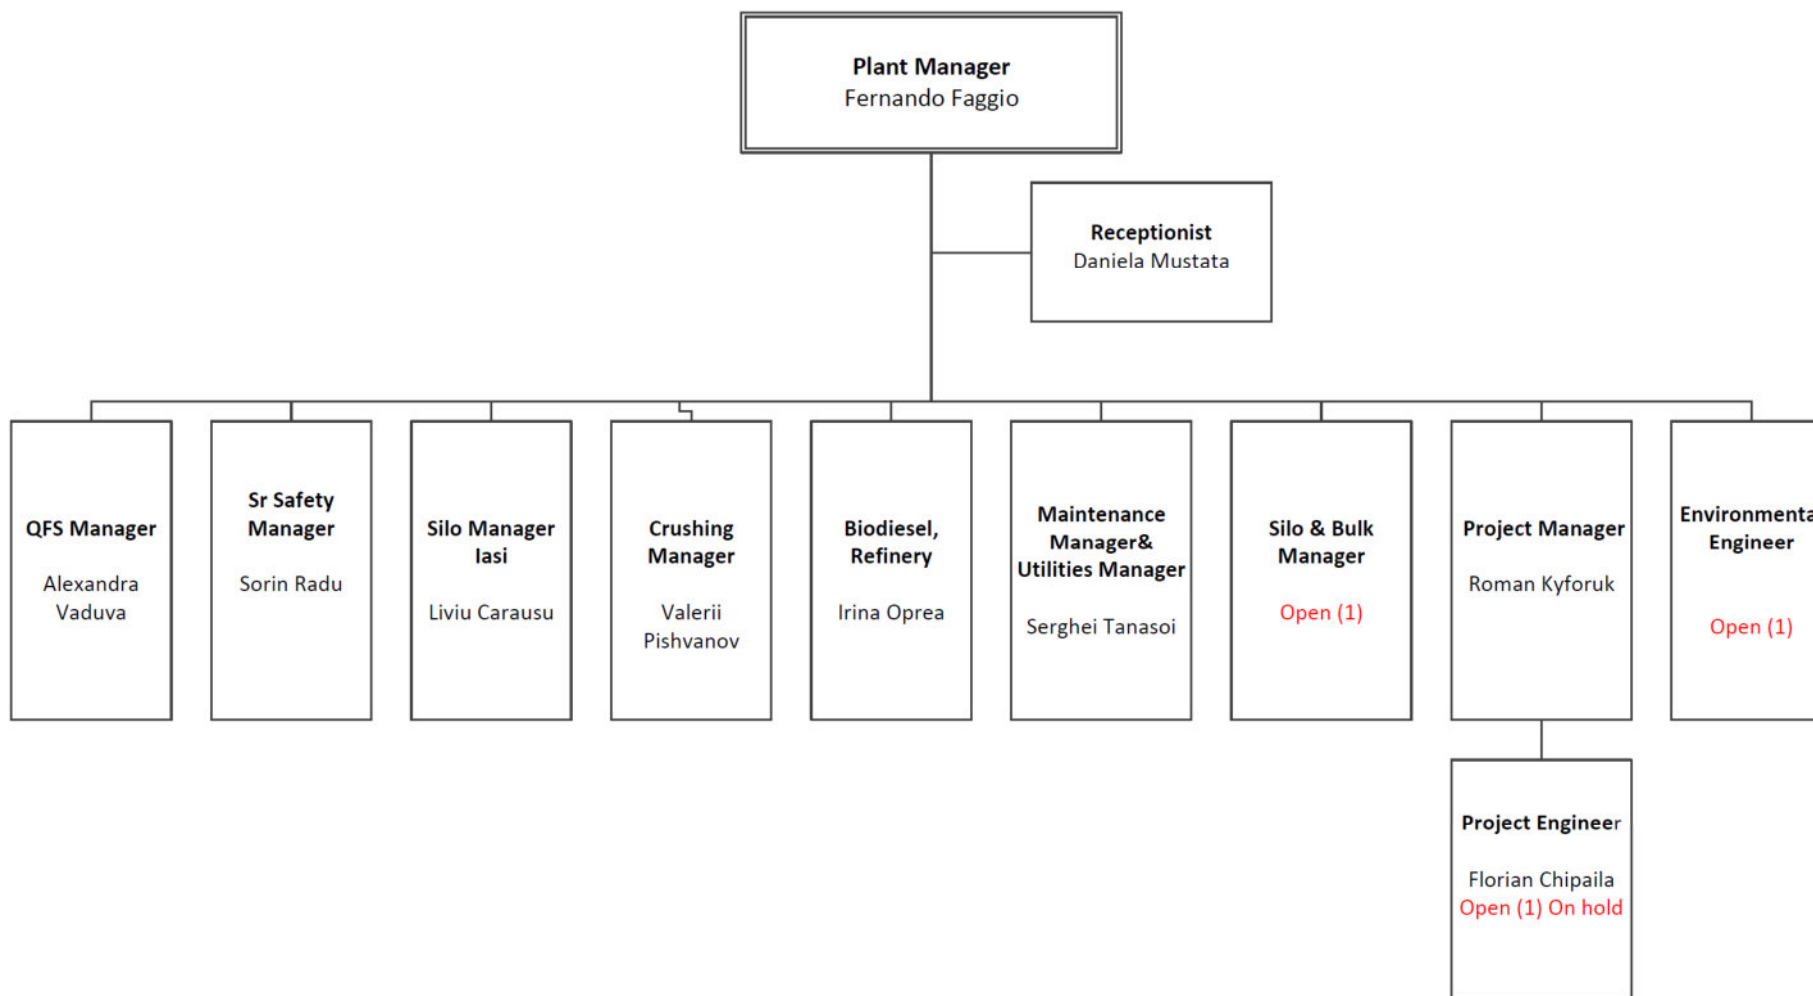 Plant Manager
Fernando Faggio
Receptionist
Daniela Mustata
QFS Manager
Alexandra
Vaduva
Sr Safety
Manager
Sorin Radu
Silo Manager
Iasi
Liviu Carausu
Crushing
Manager
Valerii
Pishvanov
Biodiesel,
Refinery
Irina Oprea
Maintenance
Manager&
Utilities Manager
Serghei Tanasoi
Silo & Bulk
Manager
Open (1)
Project Manager
Roman Kyforuk
Environmenta
Engineer
Open (1)
Project Engineer
Florian Chipaila
Open (1) On hold